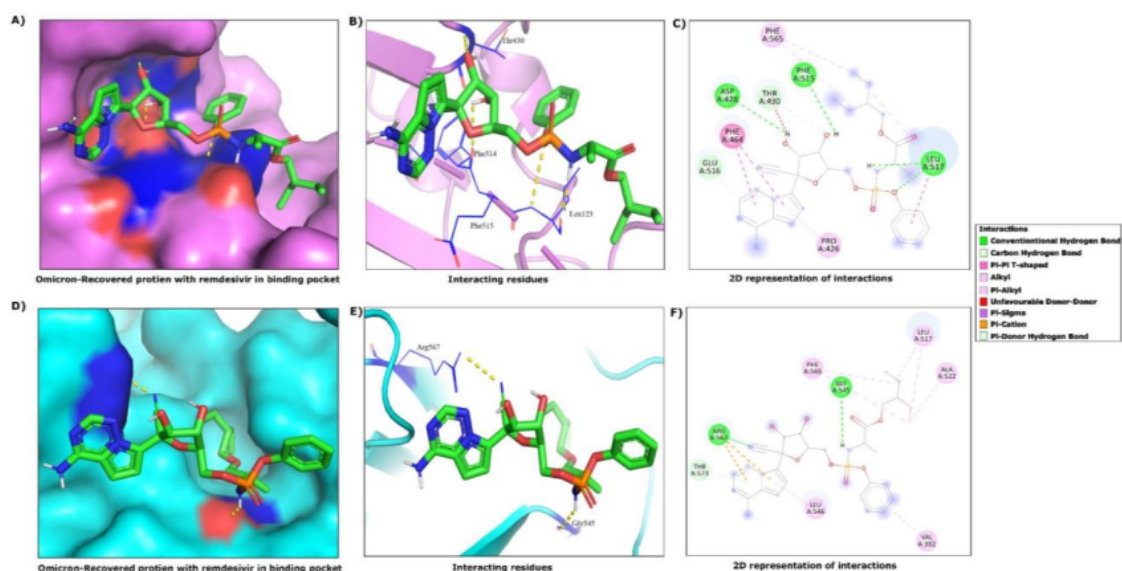 A)
B)
C)
Thr430
Phe514
Phe515
Leu123
PHE
A:565
PHE
A:515
ASP
A:428
THR
A:430
PHE
A:464
LEU
A:517
GLU
A:516
PRO
A:426
Omicron-Recovered protien with remdesivir in binding pocket
Interacting residues
2D representation of interactions
Interactions
Conventiontional Hydrogen Bond
Carbon Hydrogen Bond
Pi-Pi T-shaped
Alkyl
Pi-Alkyl
Unfavourable Donor-Donor
Pi-Sigma
Pi-Cation
Pi-Donor Hydrogen Bond
D)
E)
F)
Arg567
Gly545
LEU
A:517
PHE
A:565
GLY
A:545
ALA
A:522
ARG
A:567
THR
A:573
LEU
A:546
VAL
Omicron-Recovered protien with remdesivir in binding pocket
Interacting residues
2D representation of interactions